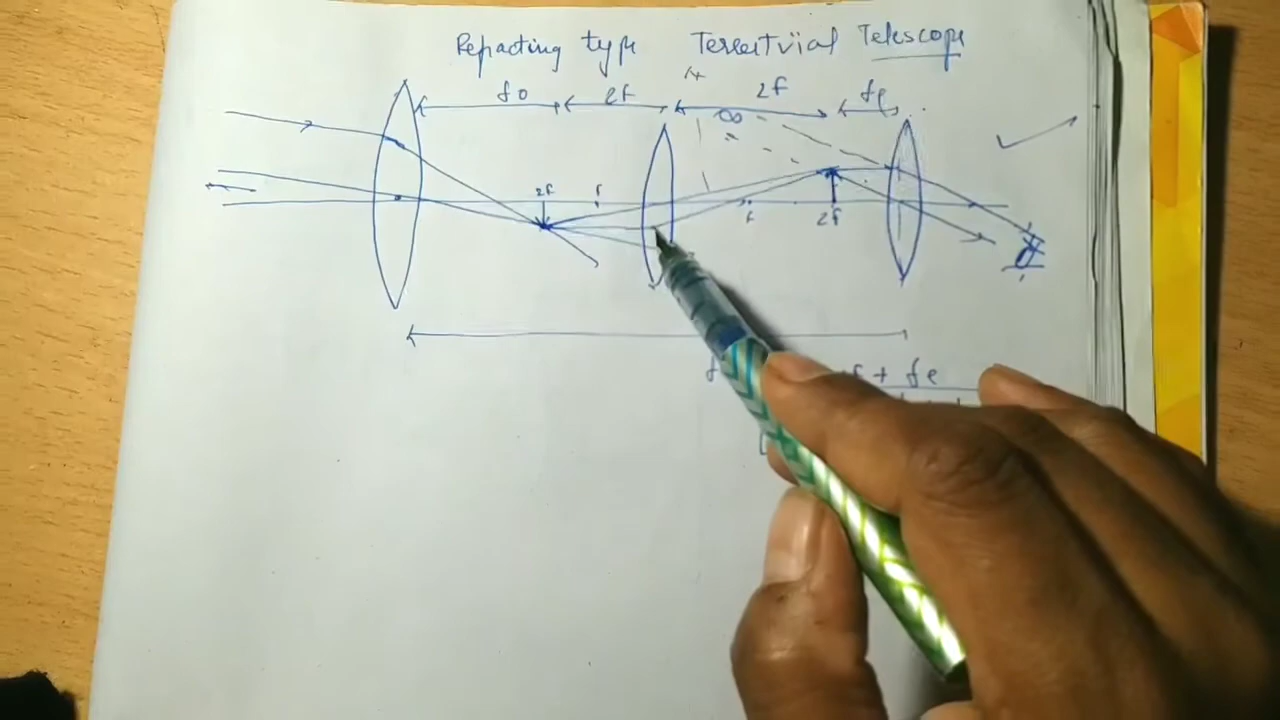 Refracting type Terrestrial Telescope
fo 2f 2f fe
∞
2f f f 2f
f + fe